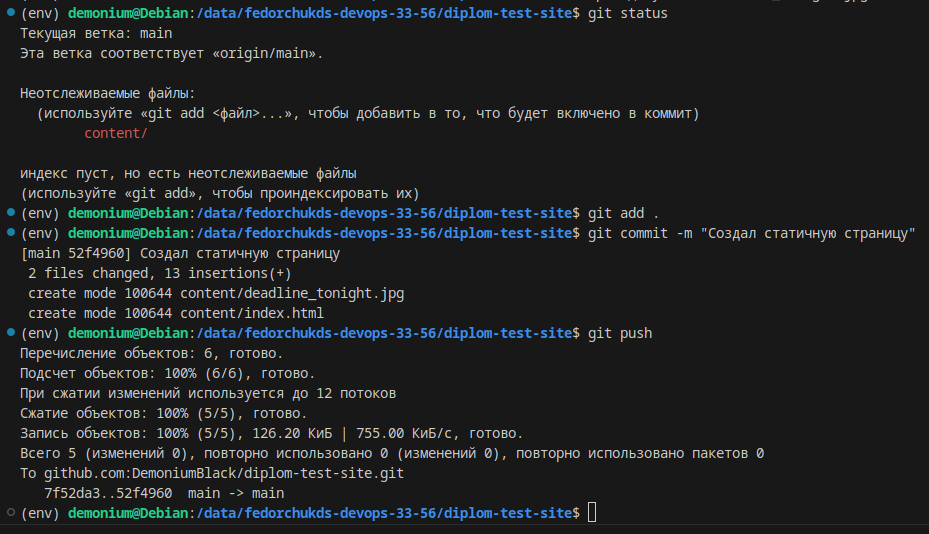 (env) demonium@Debian:/data/fedorchukds-devops-33-56/diplom-test-site$ git status
Текущая ветка: main
Эта ветка соответствует «origin/main».
Неотслеживаемые файлы:
(используйте «git add <файл>...», чтобы добавить в то, что будет включено в коммит)
content/
индекс пуст, но есть неотслеживаемые файлы
(используйте «git add», чтобы проиндексировать их)
(env) demonium@Debian:/data/fedorchukds-devops-33-56/diplom-test-site$ git add .
(env) demonium@Debian:/data/fedorchukds-devops-33-56/diplom-test-site$ git commit -m "Создал статичную страницу"
[main 52f4960] Создал статичную страницу
2 files changed, 13 insertions(+)
create mode 100644 content/deadline_tonight.jpg
create mode 100644 content/index.html
(env) demonium@Debian:/data/fedorchukds-devops-33-56/diplom-test-site$ git push
Перечисление объектов: 6, готово.
Подсчет объектов: 100% (6/6), готово.
При сжатии изменений используется до 12 потоков
Сжатие объектов: 100% (5/5), готово.
Запись объектов: 100% (5/5), 126.20 КиБ | 755.00 КиБ/с, готово.
Всего 5 (изменений 0), повторно использовано 0 (изменений 0), повторно использовано пакетов 0
To github.com:DemoniumBlack/diplom-test-site.git
7f52da3..52f4960  main -> main
(env) demonium@Debian:/data/fedorchukds-devops-33-56/diplom-test-site$